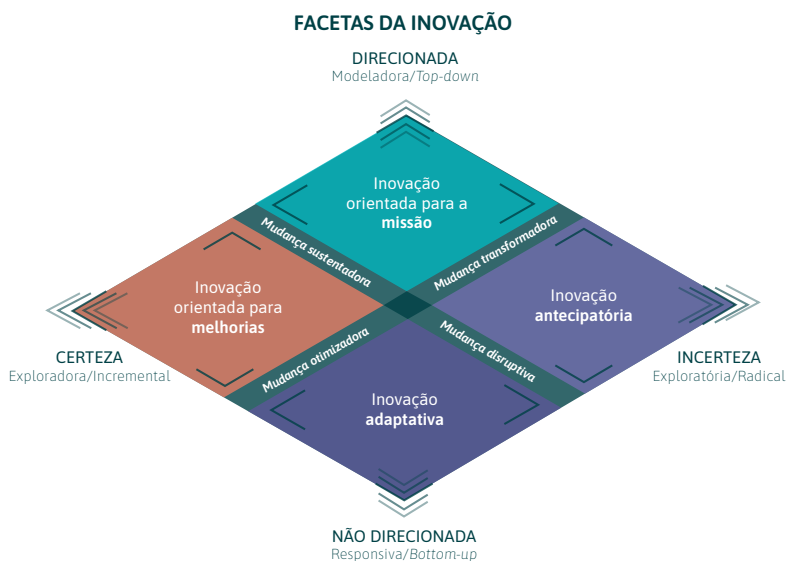 FACETAS DA INOVAÇÃO
DIRECIONADA
Modeladora/Top-down
Inovação
orientada para a
missão
Mudança sustentadora
Mudança transformadora
Inovação
orientada para
melhorias
Inovação
antecipatória
CERTEZA
Exploradora/Incremental
INCERTEZA
Exploratória/Radical
Mudança otimizadora
Mudança disruptiva
Inovação
adaptativa
NÃO DIRECIONADA
Responsiva/Bottom-up